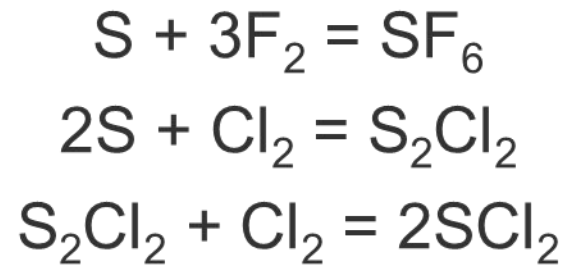 S + 3F₂ = SF₆
2S + Cl₂ = S₂Cl₂
S₂Cl₂ + Cl₂ = 2SCl₂